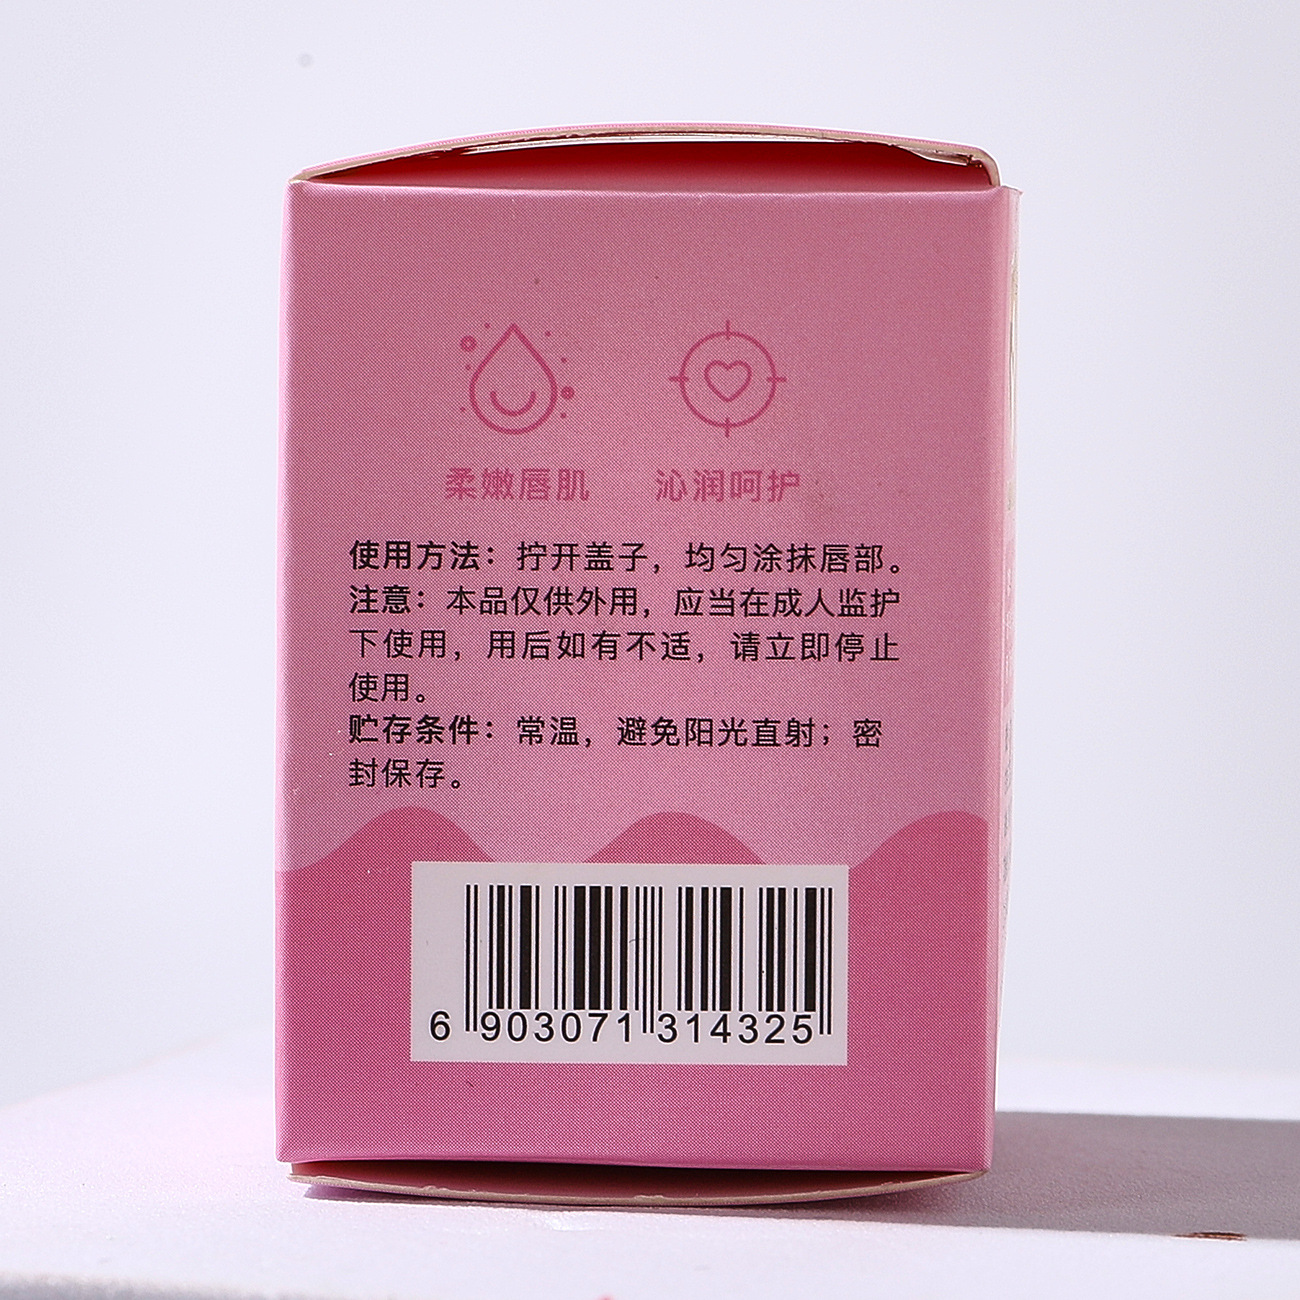 柔嫩唇肌 沁润呵护
使用方法：拧开盖子，均匀涂抹唇部。
注意：本品仅供外用，应当在成人监护
下使用，用后如有不适，请立即停止
使用。
贮存条件：常温，避免阳光直射；密
封保存。
6 903071 314325